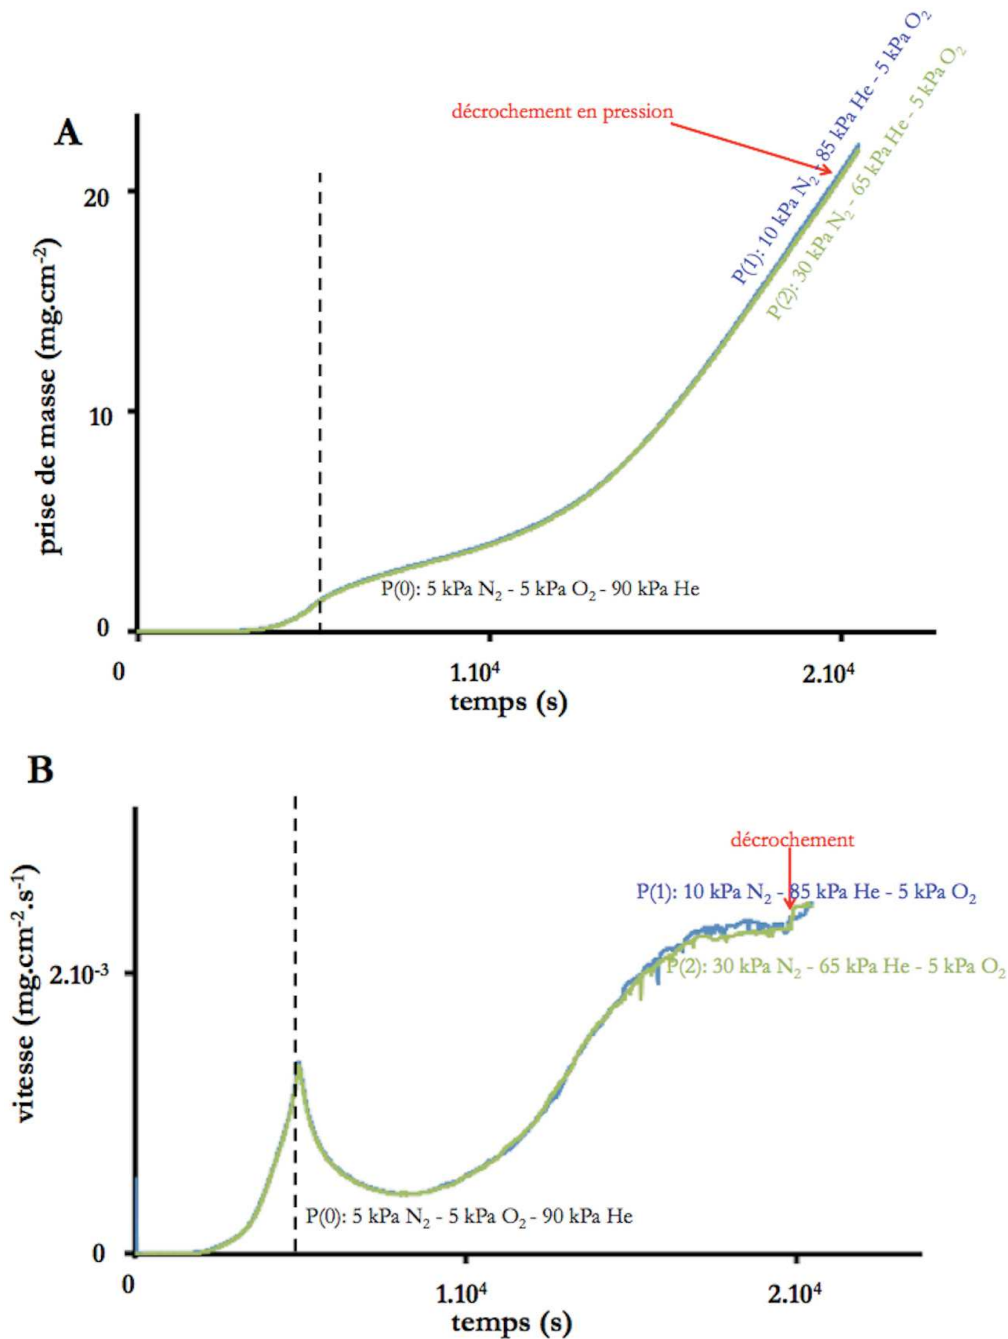 A
décrochement en pression
P(1): 10 kPa N₂ - 85 kPa He - 5 kPa O₂
P(2): 30 kPa N₂ - 65 kPa He - 5 kPa O₂
prise de masse (mg.cm⁻²)
20
10
0
P(0): 5 kPa N₂ - 5 kPa O₂ - 90 kPa He
0
1.10⁴
2.10⁴
temps (s)
B
décrochement
P(1): 10 kPa N₂ - 85 kPa He - 5 kPa O₂
P(2): 30 kPa N₂ - 65 kPa He - 5 kPa O₂
vitesse (mg.cm⁻².s⁻¹)
2.10⁻³
0
P(0): 5 kPa N₂ - 5 kPa O₂ - 90 kPa He
0
1.10⁴
2.10⁴
temps (s)